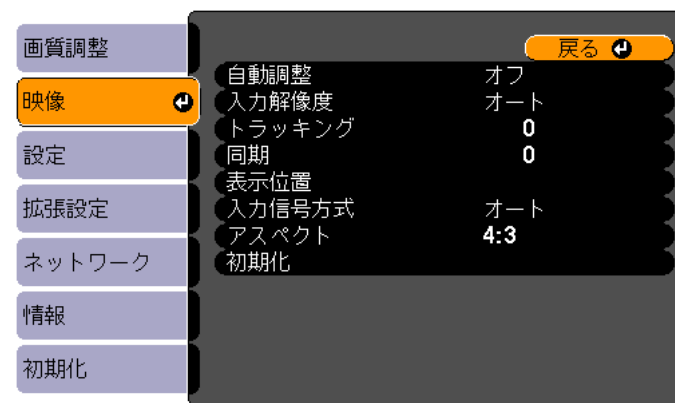 画質調整
映像
設定
拡張設定
ネットワーク
情報
初期化
戻る
自動調整 オフ
入力解像度 オート
トラッキング 0
同期 0
表示位置
入力信号方式 オート
アスペクト 4:3
初期化